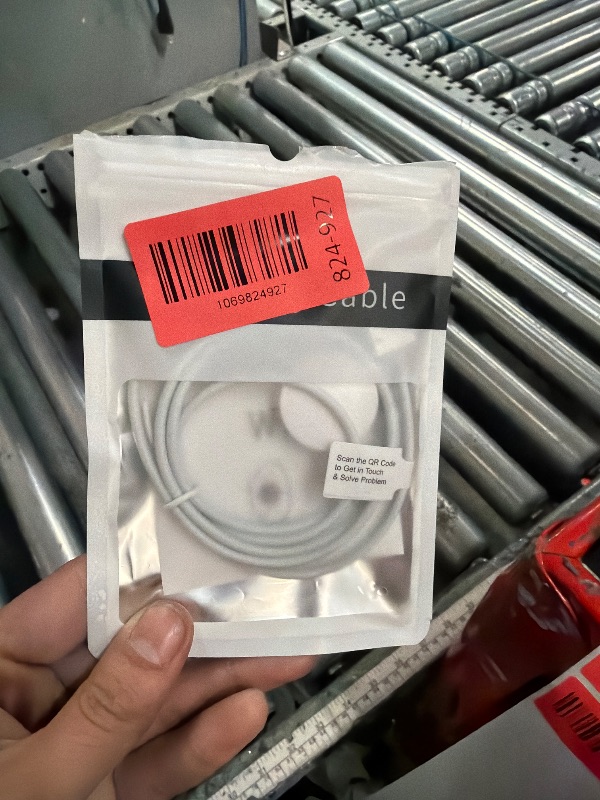 824-927
1069824927
Cable
Scan the QR Code
to Get in Touch
& Solve Problem